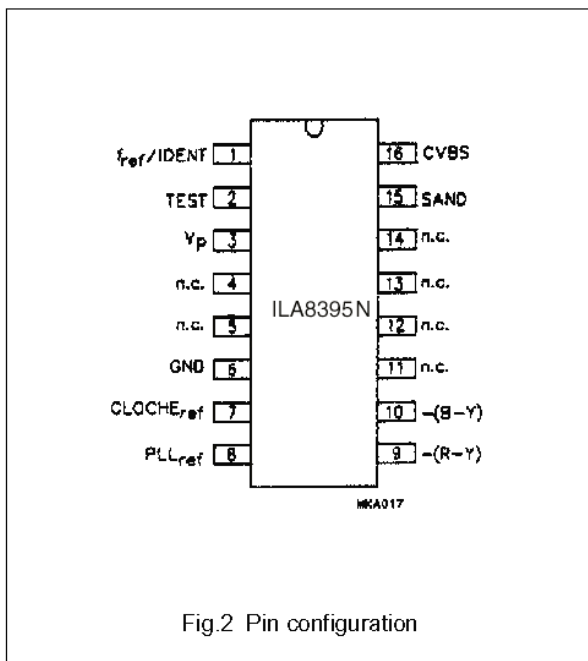 fref/IDENT 1 16 CVBS
TEST 2 15 SAND
Vp 3 14 n.c.
n.c. 4 13 n.c.
ILA8395N
n.c. 5 12 n.c.
GND 6 11 n.c.
CLOCHEref 7 10 -(B-Y)
PLLref 8 9 -(R-Y)
MKA017
Fig.2 Pin configuration